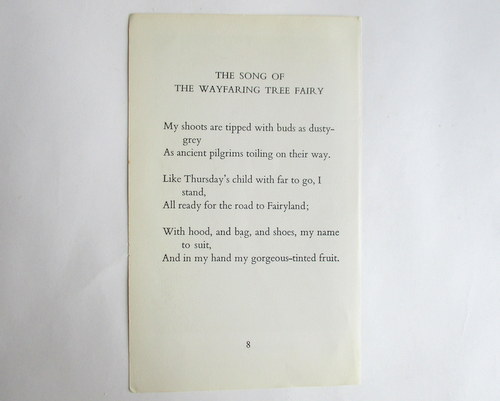 THE SONG OF
THE WAYFARING TREE FAIRY
My shoots are tipped with buds as dusty-
grey
As ancient pilgrims toiling on their way.
Like Thursday's child with far to go, I
stand,
All ready for the road to Fairyland;
With hood, and bag, and shoes, my name
to suit,
And in my hand my gorgeous-tinted fruit.
8